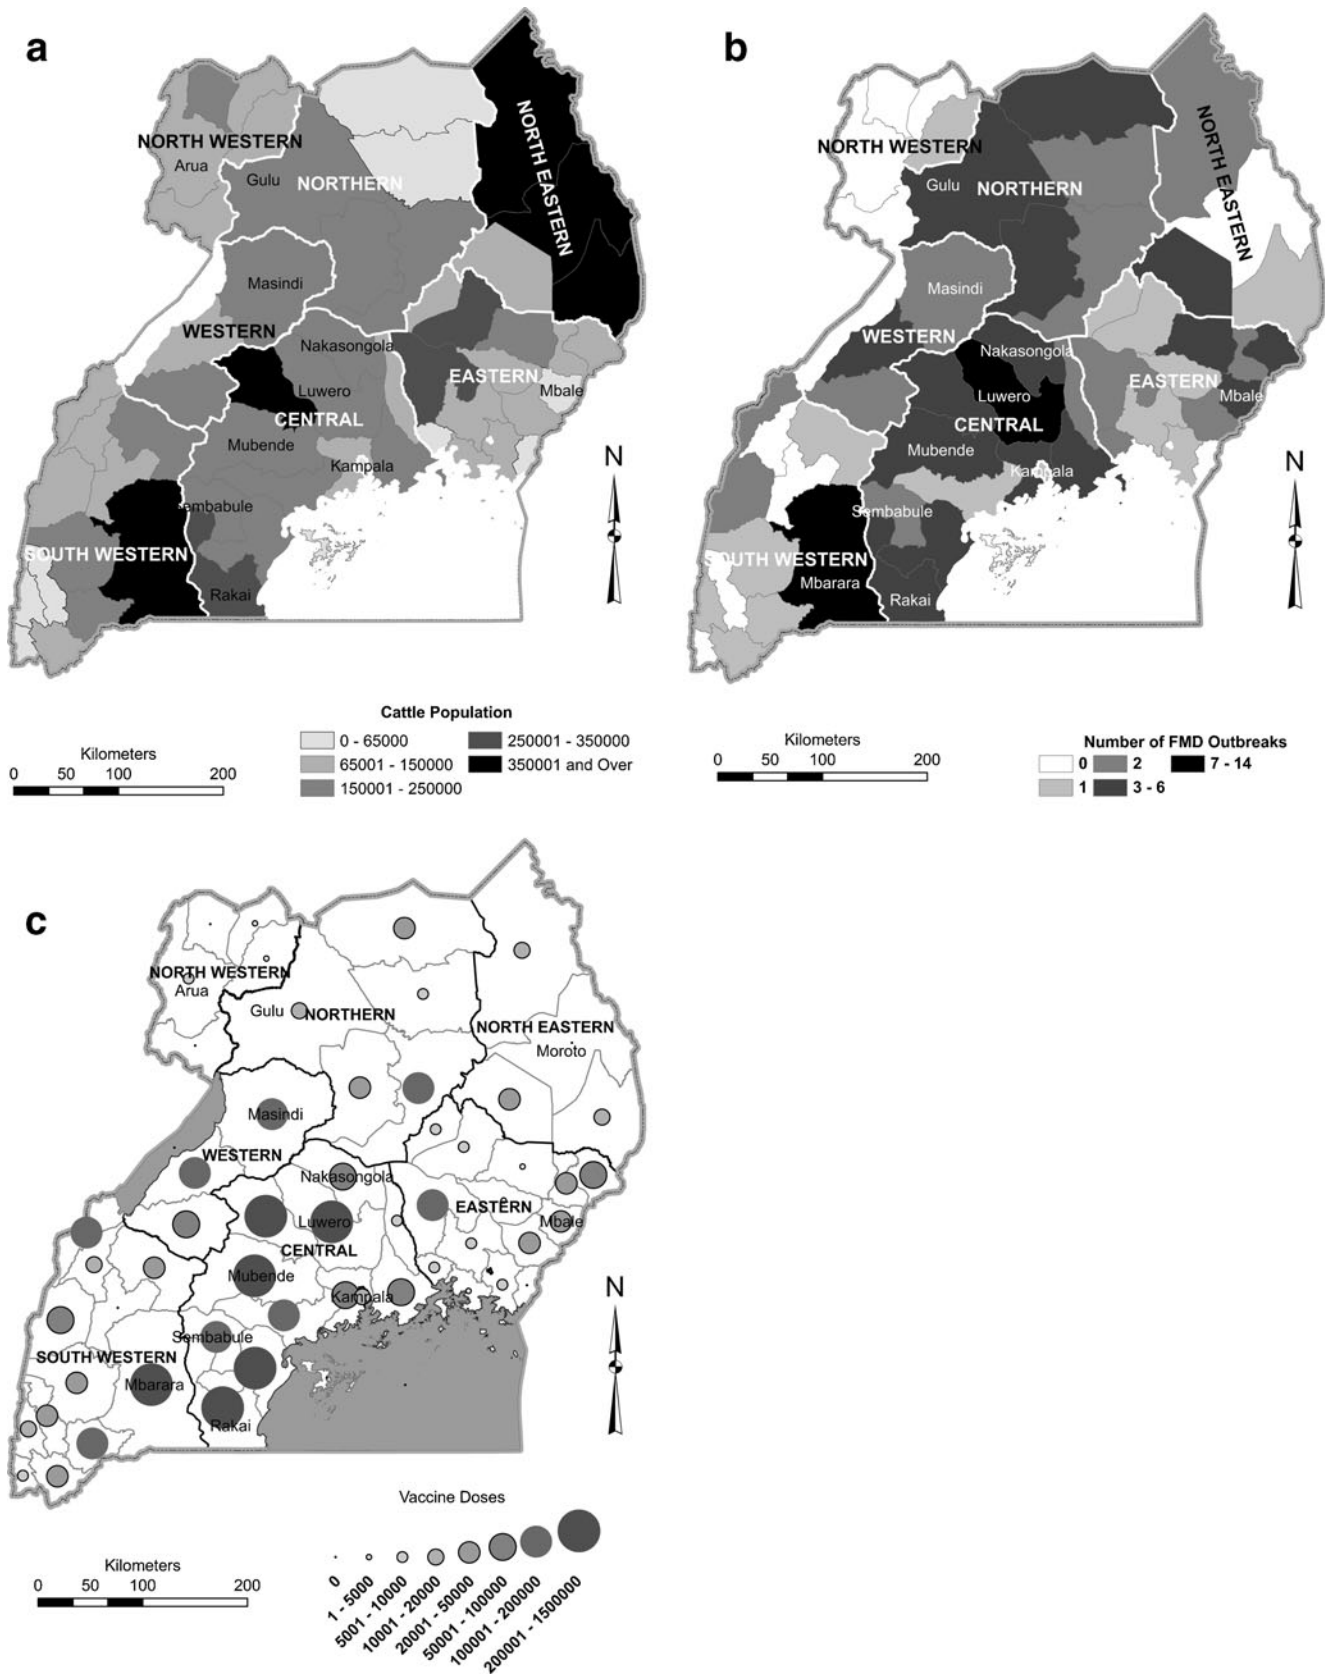 a
NORTH WESTERN
Arua
Gulu
NORTHERN
NORTH EASTERN
Masindi
WESTERN
Nakasongola
Luwero
EASTERN
Mbale
CENTRAL
Mubende
Kampala
embabule
SOUTH WESTERN
Rakai
N
Cattle Population
0 - 65000
250001 - 350000
65001 - 150000
350001 and Over
150001 - 250000
Kilometers
0 50 100 200
b
NORTH WESTERN
Gulu
NORTHERN
NORTH EASTERN
Masindi
WESTERN
Nakasongola
Luwero
EASTERN
Mbale
CENTRAL
Mubende
Kampala
Sembabule
SOUTH WESTERN
Mbarara
Rakai
N
Kilometers
0 50 100 200
Number of FMD Outbreaks
0 2 7 - 14
1 3 - 6
c
NORTH WESTERN
Arua
Gulu
NORTHERN
NORTH EASTERN
Moroto
Masindi
WESTERN
Nakasongola
Luwero
EASTERN
Mbale
CENTRAL
Mubende
Kampala
Sembabule
SOUTH WESTERN
Mbarara
Rakai
N
Vaccine Doses
0
1 - 5000
5001 - 10000
10001 - 20000
20001 - 50000
50001 - 100000
100001 - 200000
200001 - 1500000
Kilometers
0 50 100 200